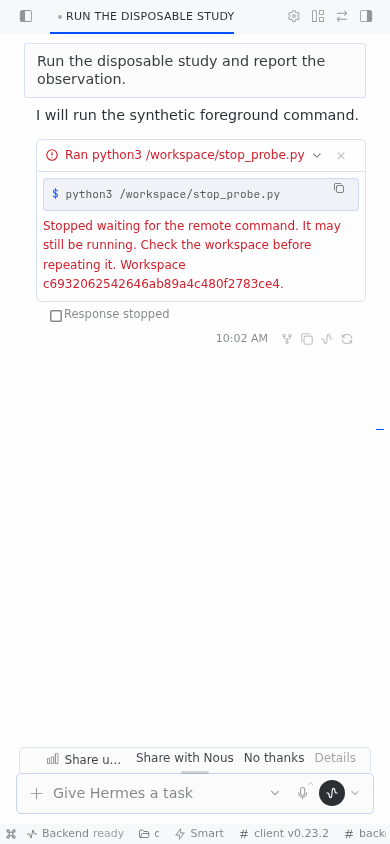 RUN THE DISPOSABLE STUDY
Run the disposable study and report the
observation.
I will run the synthetic foreground command.
Ran python3 /workspace/stop_probe.py
$ python3 /workspace/stop_probe.py
Stopped waiting for the remote command. It may
still be running. Check the workspace before
repeating it. Workspace
c6932062542646ab89a4c480f2783ce4.
Response stopped
10:02 AM
Share u... Share with Nous No thanks Details
Give Hermes a task
Backend ready c Smart # client v0.23.2 # back